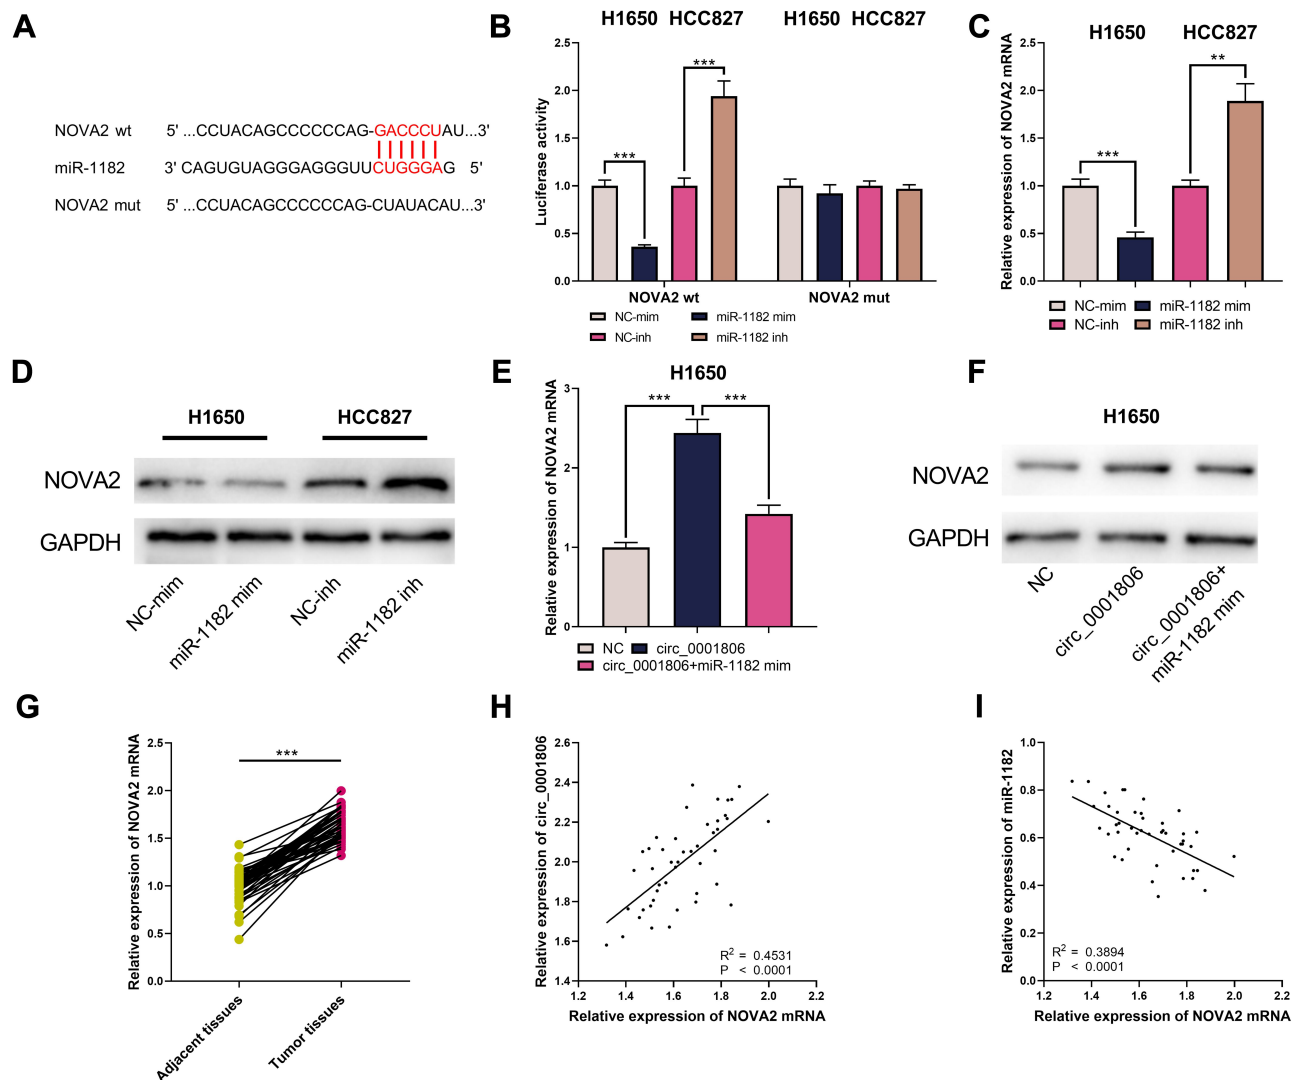 A
NOVA2 wt 5' ...CCUACAGCCCCCCAG-GACCCUAU...3'
miR-1182 3' CAGUGUAGGGAGGGUUCUGGGAG 5'
NOVA2 mut 5' ...CCUACAGCCCCCCAG-CUAUACAU...3'
B
H1650 HCC827 H1650 HCC827
Luciferase activity
2.5
2.0
1.5
1.0
0.5
0.0
***
***
NOVA2 wt NOVA2 mut
NC-mim miR-1182 mim
NC-inh miR-1182 inh
C
H1650 HCC827
Relative expression of NOVA2 mRNA
2.5
2.0
1.5
1.0
0.5
0.0
***
**
NC-mim miR-1182 mim
NC-inh miR-1182 inh
D
H1650 HCC827
NOVA2
GAPDH
NC-mim
miR-1182 mim
NC-inh
miR-1182 inh
E
H1650
Relative expression of NOVA2 mRNA
3
2
1
0
*** ***
NC circ_0001806
circ_0001806+miR-1182 mim
F
H1650
NOVA2
GAPDH
NC
circ_0001806
circ_0001806+
miR-1182 mim
G
Relative expression of NOVA2 mRNA
2.5
2.0
1.5
1.0
0.5
0.0
***
Adjacent tissues
Tumor tissues
H
Relative expression of circ_0001806
2.6
2.4
2.2
2.0
1.8
1.6
1.4
R2 = 0.4531
P < 0.0001
1.2 1.4 1.6 1.8 2.0 2.2
Relative expression of NOVA2 mRNA
I
Relative expression of miR-1182
1.0
0.8
0.6
0.4
0.2
0.0
R2 = 0.3894
P < 0.0001
1.2 1.4 1.6 1.8 2.0 2.2
Relative expression of NOVA2 mRNA